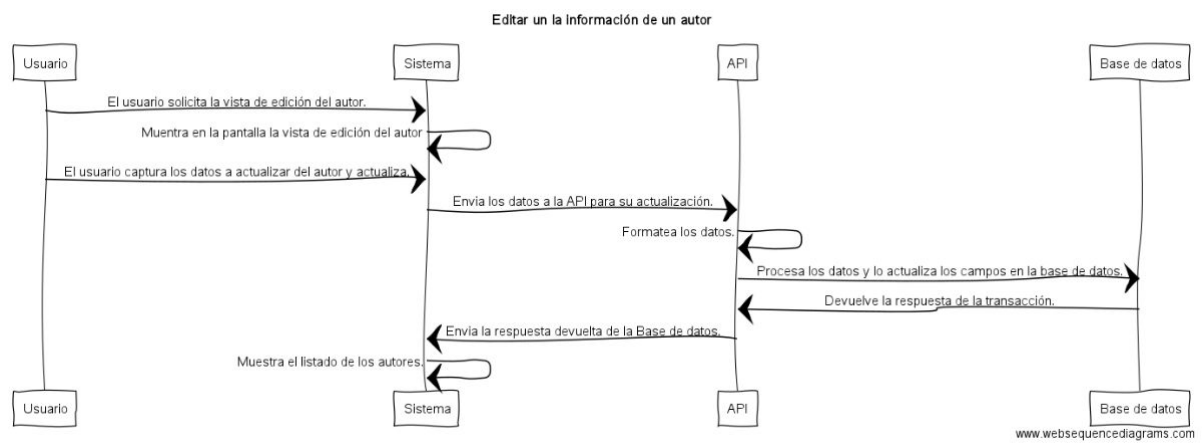 Editar un la información de un autor
Usuario Sistema API Base de datos
El usuario solicita la vista de edición del autor.
Muentra en la pantalla la vista de edición del autor
El usuario captura los datos a actualizar del autor y actualiza.
Envia los datos a la API para su actualización.
Formatea los datos.
Procesa los datos y lo actualiza los campos en la base de datos.
Devuelve la respuesta de la transacción.
Envia la respuesta devuelta de la Base de datos.
Muestra el listado de los autores.
Usuario Sistema API Base de datos
www.websequencediagrams.com